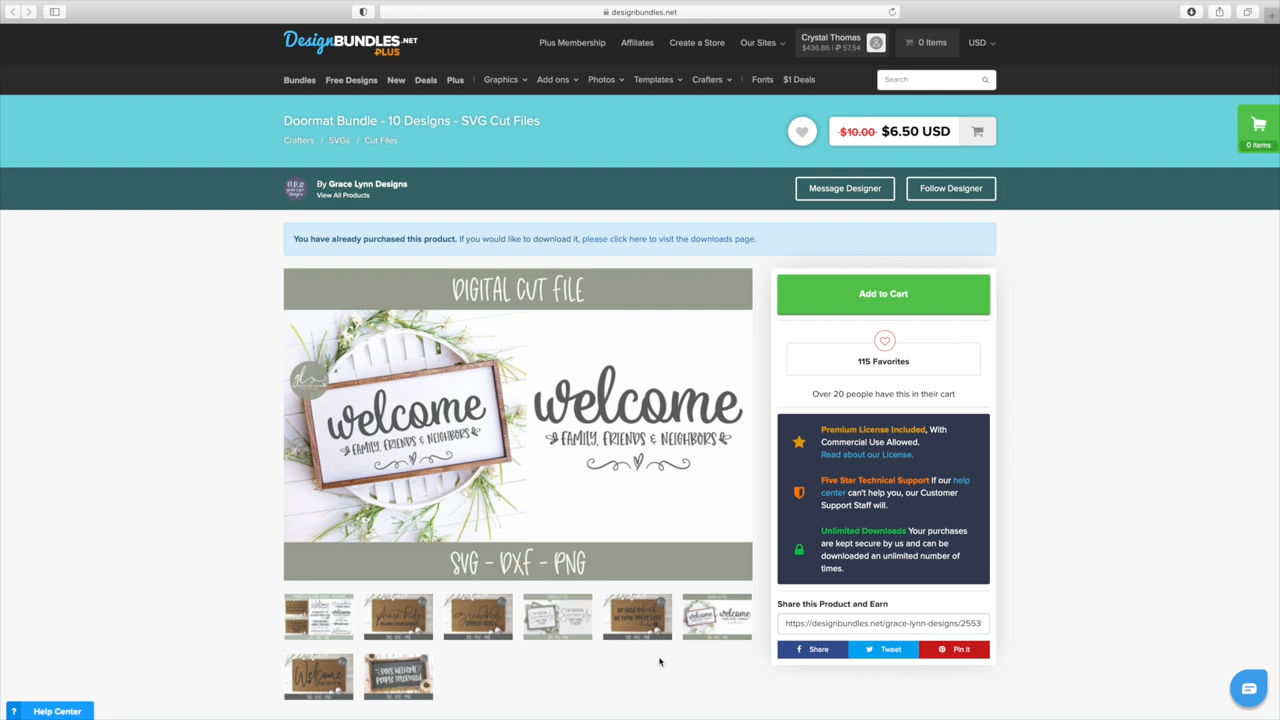 designbundles.net
DesignBUNDLES.NET
PLUS
Plus Membership
Affiliates
Create a Store
Our Sites
Crystal Thomas
$436.86 | ₽ 57.54
0 Items
USD
Bundles
Free Designs
New
Deals
Plus
Graphics
Add ons
Photos
Templates
Crafters
Fonts
$1 Deals
Search
Doormat Bundle - 10 Designs - SVG Cut Files
Crafters / SVGs / Cut Files
$10.00 $6.50 USD
0 Items
By Grace Lynn Designs
View All Products
Message Designer
Follow Designer
You have already purchased this product. If you would like to download it, please click here to visit the downloads page.
DIGITAL CUT FILE
gl
welcome
FAMILY, FRIENDS & NEIGHBORS
welcome
FAMILY, FRIENDS & NEIGHBORS
SVG - DXF - PNG
Add to Cart
115 Favorites
Over 20 people have this in their cart
Premium License Included, With
Commercial Use Allowed.
Read about our License.
Five Star Technical Support If our help
center can't help you, our Customer
Support Staff will.
Unlimited Downloads Your purchases
are kept secure by us and can be
downloaded an unlimited number of
times.
Share this Product and Earn
https://designbundles.net/grace-lynn-designs/2553
Share
Tweet
Pin it
please hide
welcome
Welcome
DOGS WELCOME
PEOPLE TOLERATED
? Help Center